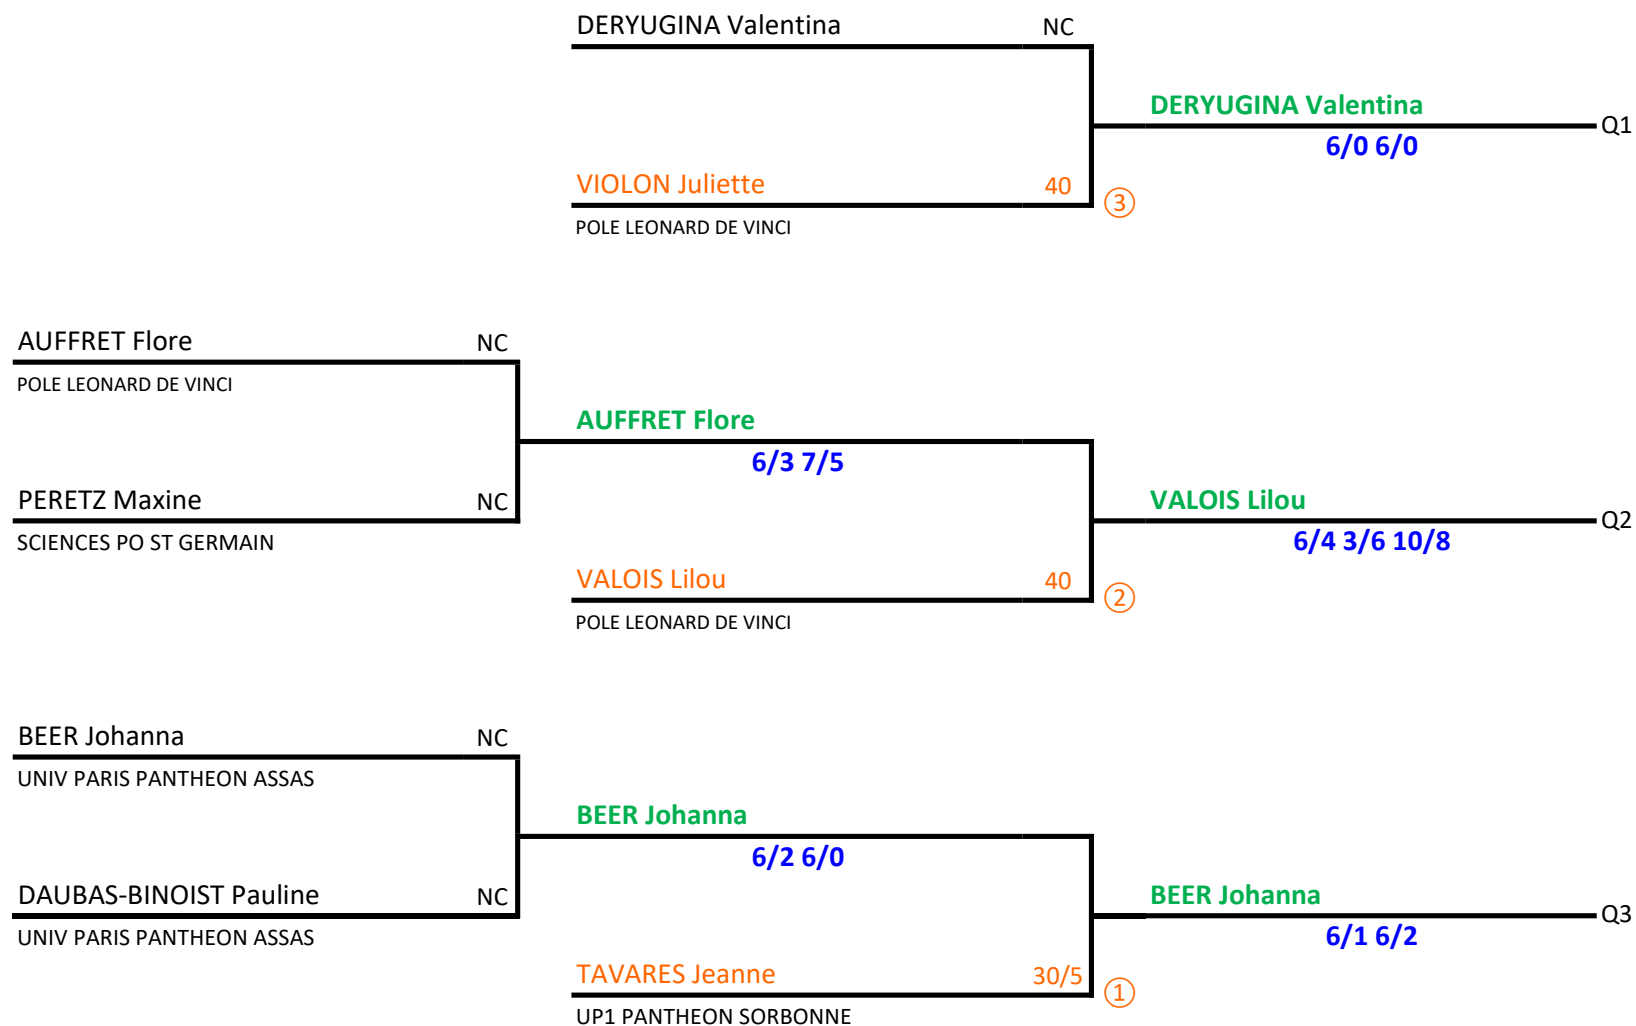 DERYUGINA Valentina NC
DERYUGINA Valentina
Q1
6/0 6/0
VIOLON Juliette 40
③
POLE LEONARD DE VINCI
AUFFRET Flore NC
POLE LEONARD DE VINCI
AUFFRET Flore
6/3 7/5
PERETZ Maxine NC
SCIENCES PO ST GERMAIN
VALOIS Lilou
Q2
6/4 3/6 10/8
VALOIS Lilou 40
②
POLE LEONARD DE VINCI
BEER Johanna NC
UNIV PARIS PANTHEON ASSAS
BEER Johanna
6/2 6/0
DAUBAS-BINOIST Pauline NC
UNIV PARIS PANTHEON ASSAS
BEER Johanna
Q3
6/1 6/2
TAVARES Jeanne 30/5
①
UP1 PANTHEON SORBONNE